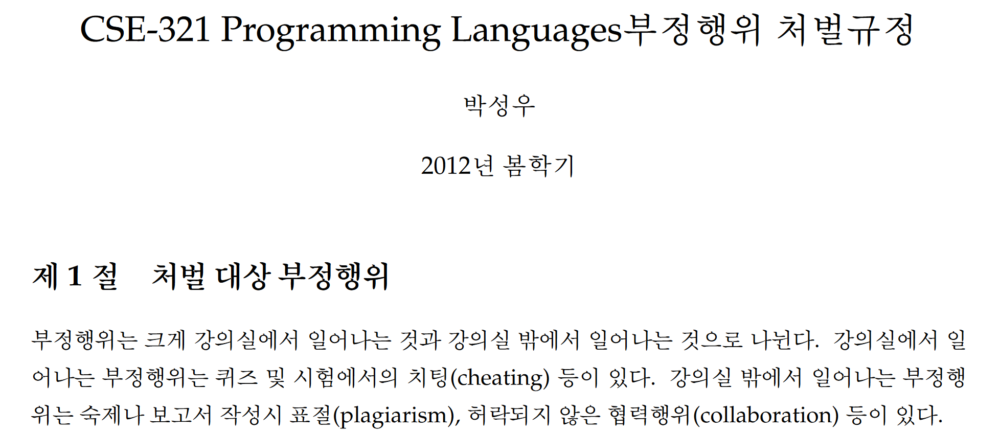 CSE-321 Programming Languages부정행위 처벌규정
박성우
2012년 봄학기
제 1 절 처벌 대상 부정행위
부정행위는 크게 강의실에서 일어나는 것과 강의실 밖에서 일어나는 것으로 나뉜다. 강의실에서 일
어나는 부정행위는 퀴즈 및 시험에서의 치팅(cheating) 등이 있다. 강의실 밖에서 일어나는 부정행
위는 숙제나 보고서 작성시 표절(plagiarism), 허락되지 않은 협력행위(collaboration) 등이 있다.